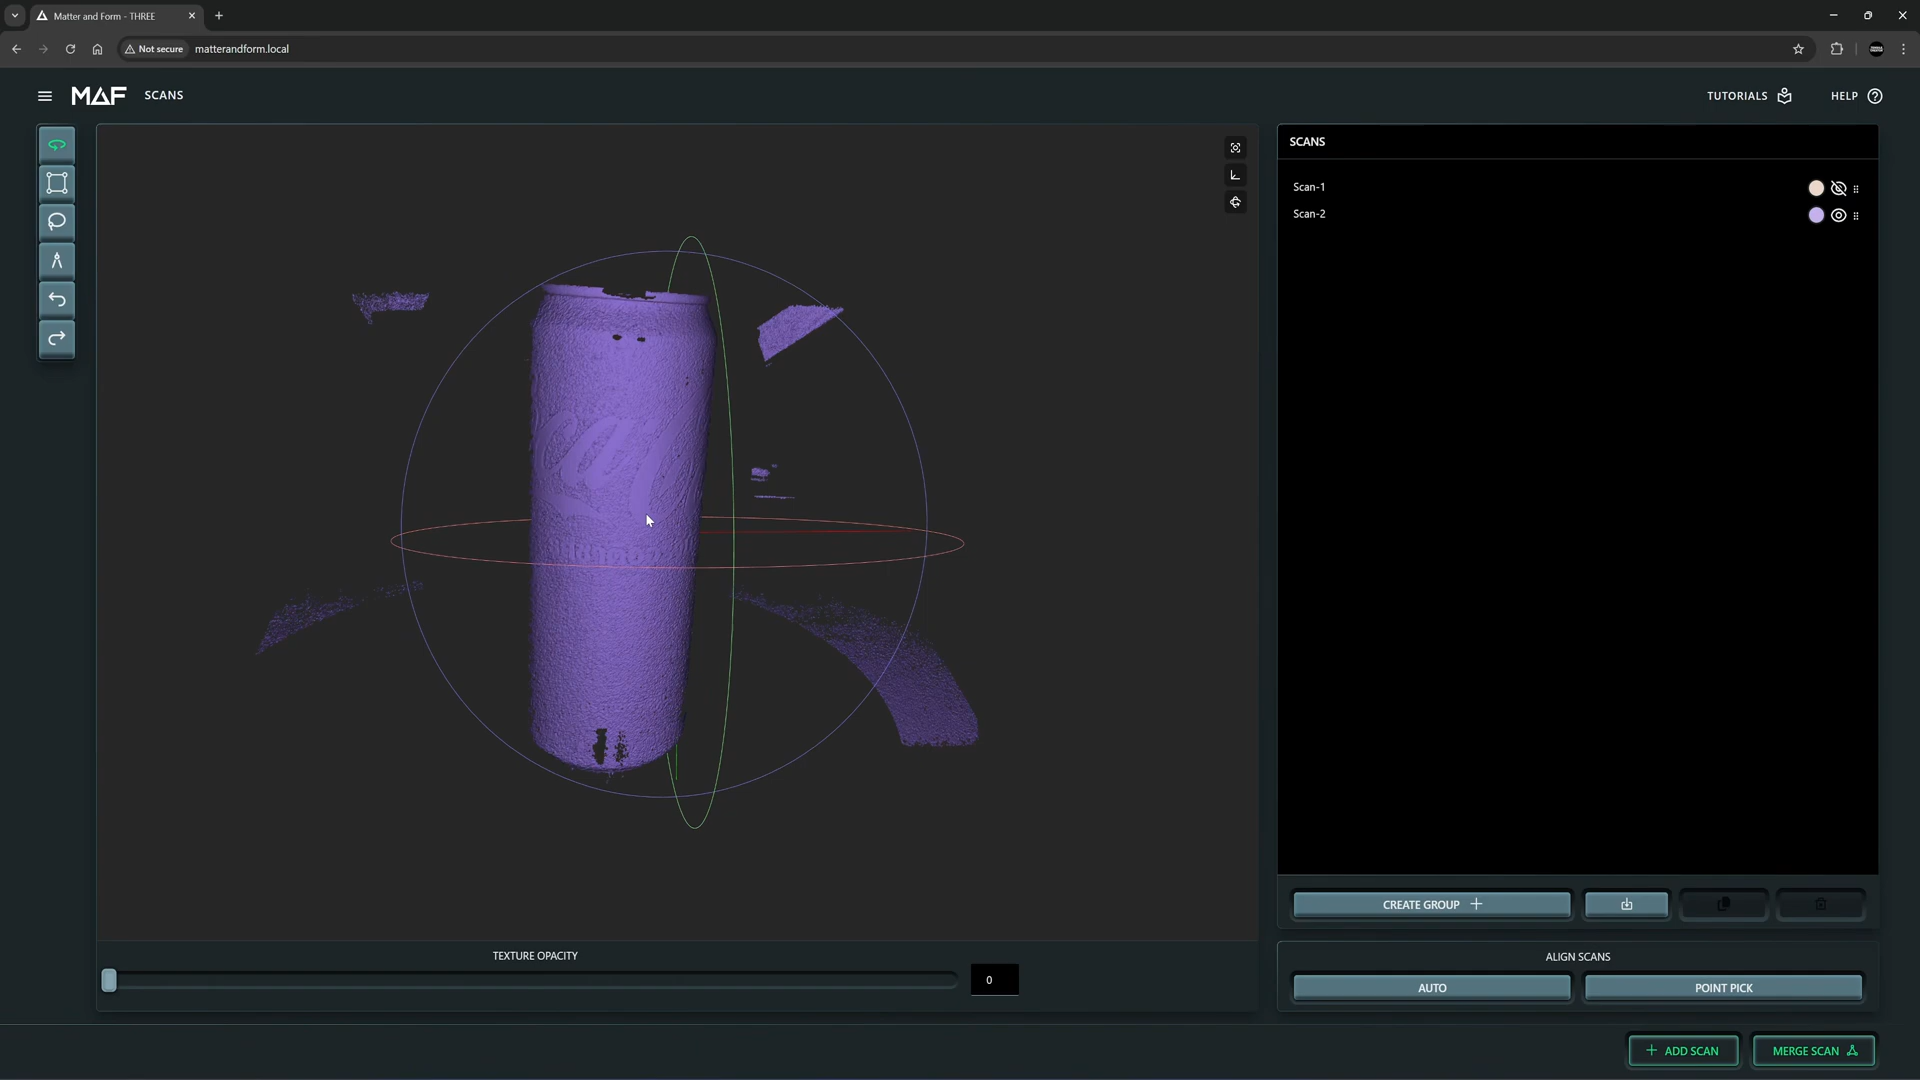 Matter and Form - THREE
Not secure
matterandform.local
MAF
SCANS
TUTORIALS
HELP
SCANS
Scan-1
Scan-2
TEXTURE OPACITY
0
CREATE GROUP
ALIGN SCANS
AUTO
POINT PICK
ADD SCAN
MERGE SCAN